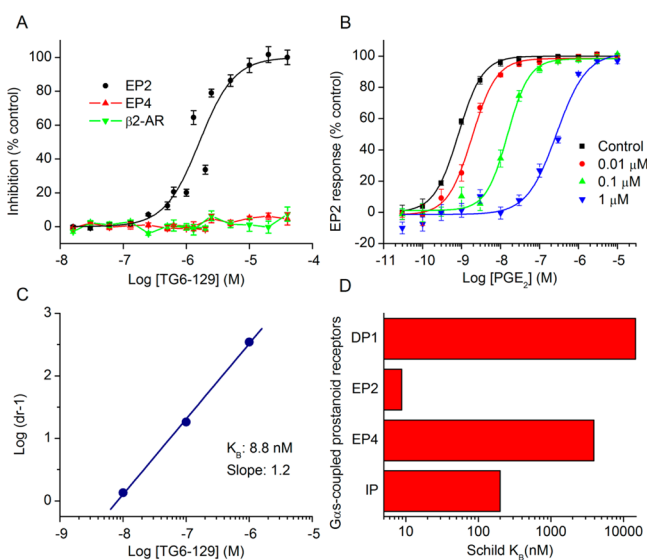 A
Inhibition (% control)
100
80
60
40
20
0
EP2
EP4
β2-AR
-8
-7
-6
-5
-4
Log [TG6-129] (M)
B
EP2 response (% control)
100
80
60
40
20
0
-20
Control
0.01 μM
0.1 μM
1 μM
-11
-10
-9
-8
-7
-6
-5
Log [PGE₂] (M)
C
Log (dr-1)
3
2
1
0
K_B: 8.8 nM
Slope: 1.2
-9
-8
-7
-6
-5
Log [TG6-129] (M)
D
Gαs-coupled prostanoid receptors
DP1
EP2
EP4
IP
10
100
1000
10000
Schild K_B(nM)